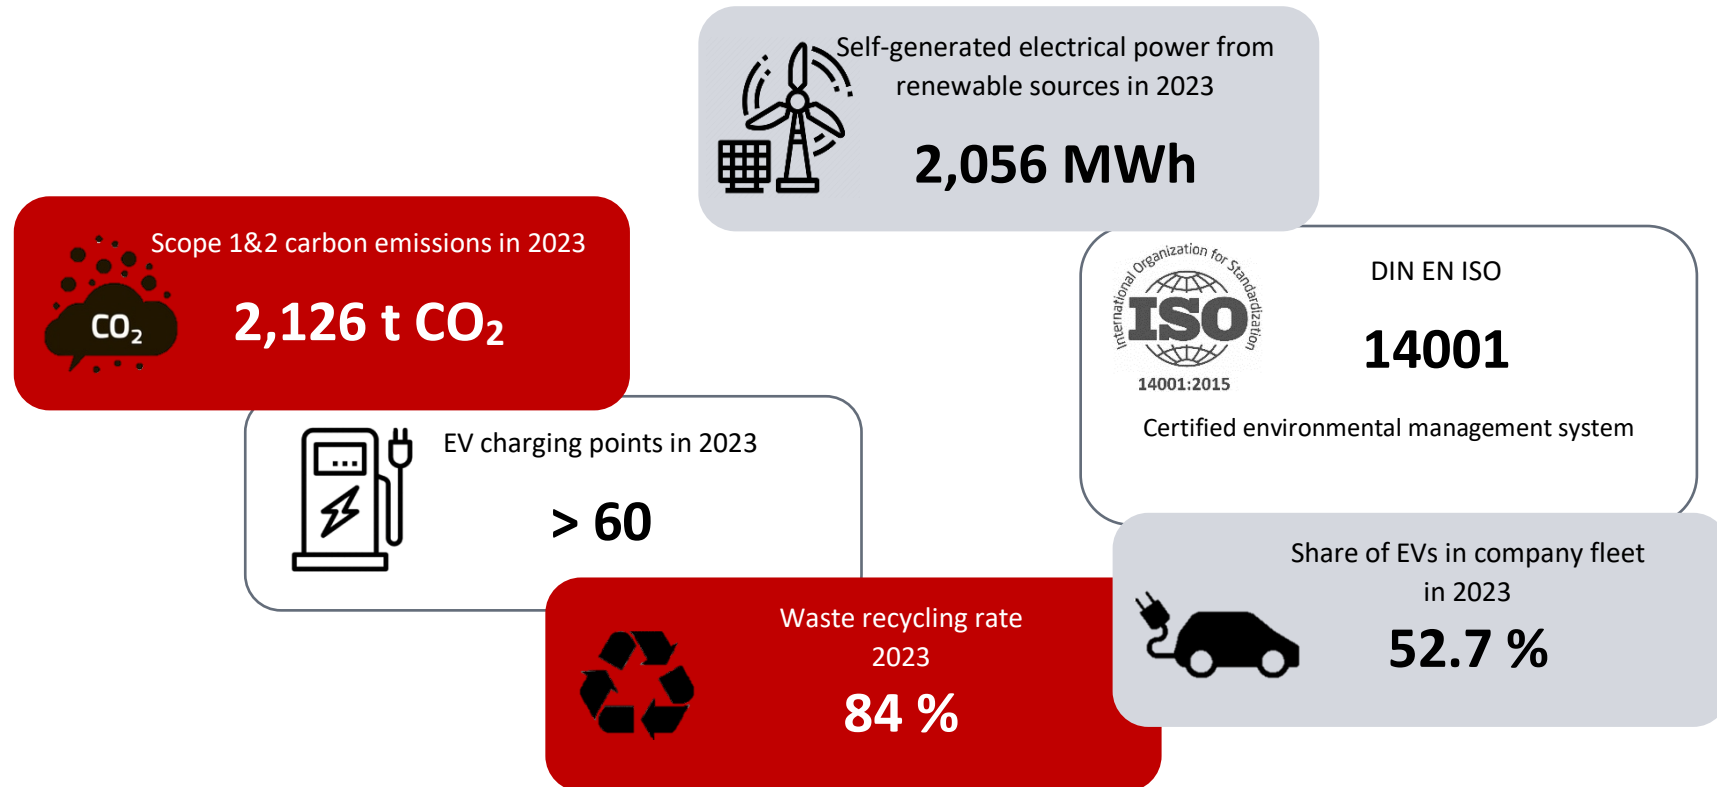 Self-generated electrical power from
renewable sources in 2023
2,056 MWh
Scope 1&2 carbon emissions in 2023
CO₂
2,126 t CO₂
International Organization for Standardization
ISO
14001:2015
DIN EN ISO
14001
Certified environmental management system
EV charging points in 2023
> 60
Share of EVs in company fleet
in 2023
52.7 %
Waste recycling rate
2023
84 %